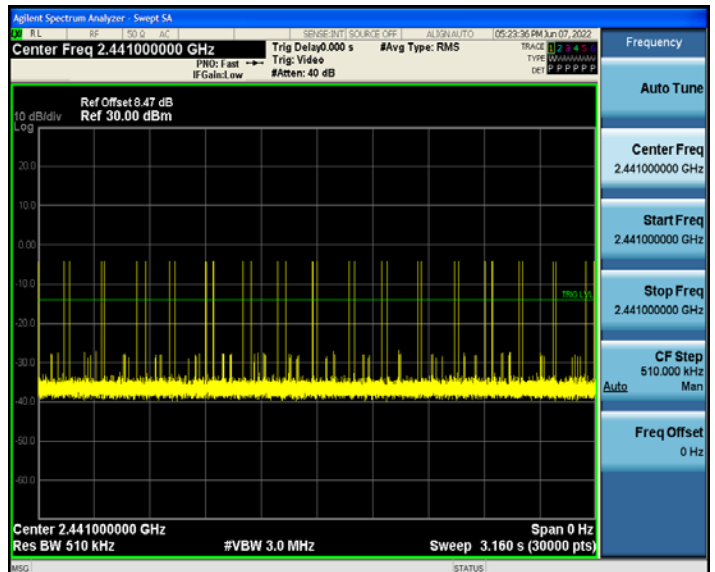 Agilent Spectrum Analyzer - Swept SA
RL RF 50 Ω AC SENSE:INT SOURCE OFF ALIGN AUTO 05:23:36 PM Jun 07, 2022
Center Freq 2.441000000 GHz
PNO: Fast
IFGain:Low
Trig Delay0.000 s
Trig: Video
#Atten: 40 dB
#Avg Type: RMS
TRACE 1 2 3 4 5 6
TYPE
DET P P P P P P
Ref Offset 8.47 dB
10 dB/div Ref 30.00 dBm
Log
20.0
10.0
0.00
-10.0
TRIG LVL
-20.0
-30.0
-40.0
-50.0
-60.0
Center 2.441000000 GHz Span 0 Hz
Res BW 510 kHz #VBW 3.0 MHz Sweep 3.160 s (30000 pts)
MSG STATUS
Frequency
Auto Tune
Center Freq
2.441000000 GHz
Start Freq
2.441000000 GHz
Stop Freq
2.441000000 GHz
CF Step
510.000 kHz
Auto Man
Freq Offset
0 Hz